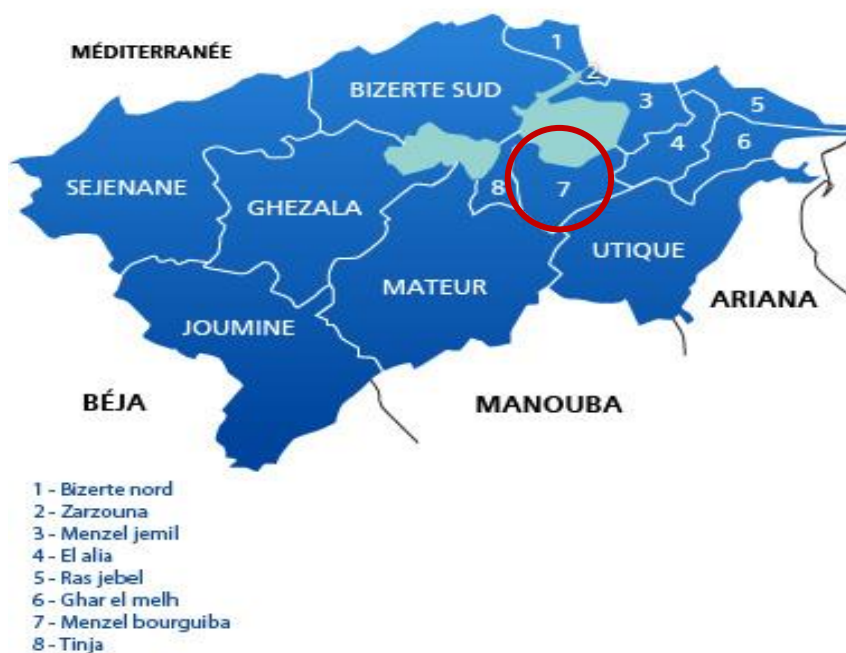 MÉDITERRANÉE
1
2
BIZERTE SUD
3
5
4
6
SEJENANE
8
7
GHEZALA
UTIQUE
MATEUR
ARIANA
JOUMINE
BÉJA
MANOUBA
1 - Bizerte nord
2 - Zarzouna
3 - Menzel jemil
4 - El alia
5 - Ras jebel
6 - Ghar el melh
7 - Menzel bourguiba
8 - Tinja